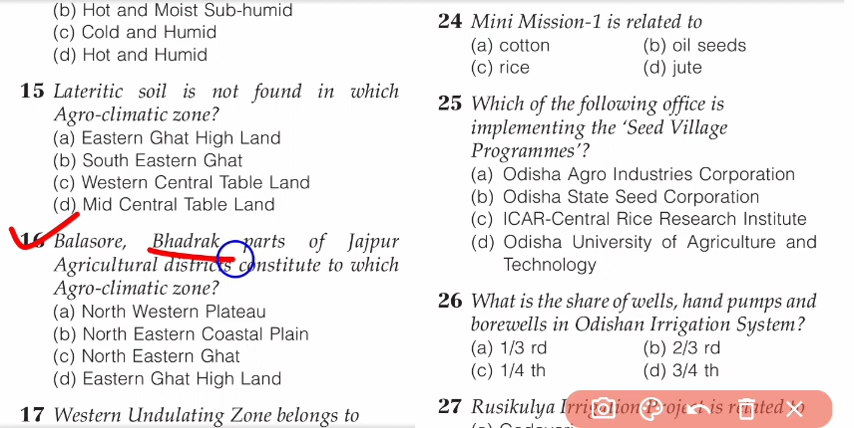 (b) Hot and Moist Sub-humid
(c) Cold and Humid
(d) Hot and Humid
15 Lateritic soil is not found in which
Agro-climatic zone?
(a) Eastern Ghat High Land
(b) South Eastern Ghat
(c) Western Central Table Land
(d) Mid Central Table Land
16 Balasore, Bhadrak parts of Jajpur
Agricultural districts constitute to which
Agro-climatic zone?
(a) North Western Plateau
(b) North Eastern Coastal Plain
(c) North Eastern Ghat
(d) Eastern Ghat High Land
17 Western Undulating Zone belongs to
24 Mini Mission-1 is related to
(a) cotton (b) oil seeds
(c) rice (d) jute
25 Which of the following office is
implementing the ‘Seed Village
Programmes’?
(a) Odisha Agro Industries Corporation
(b) Odisha State Seed Corporation
(c) ICAR-Central Rice Research Institute
(d) Odisha University of Agriculture and
Technology
26 What is the share of wells, hand pumps and
borewells in Odishan Irrigation System?
(a) 1/3 rd (b) 2/3 rd
(c) 1/4 th (d) 3/4 th
27 Rusikulya Irrigation Project is related to